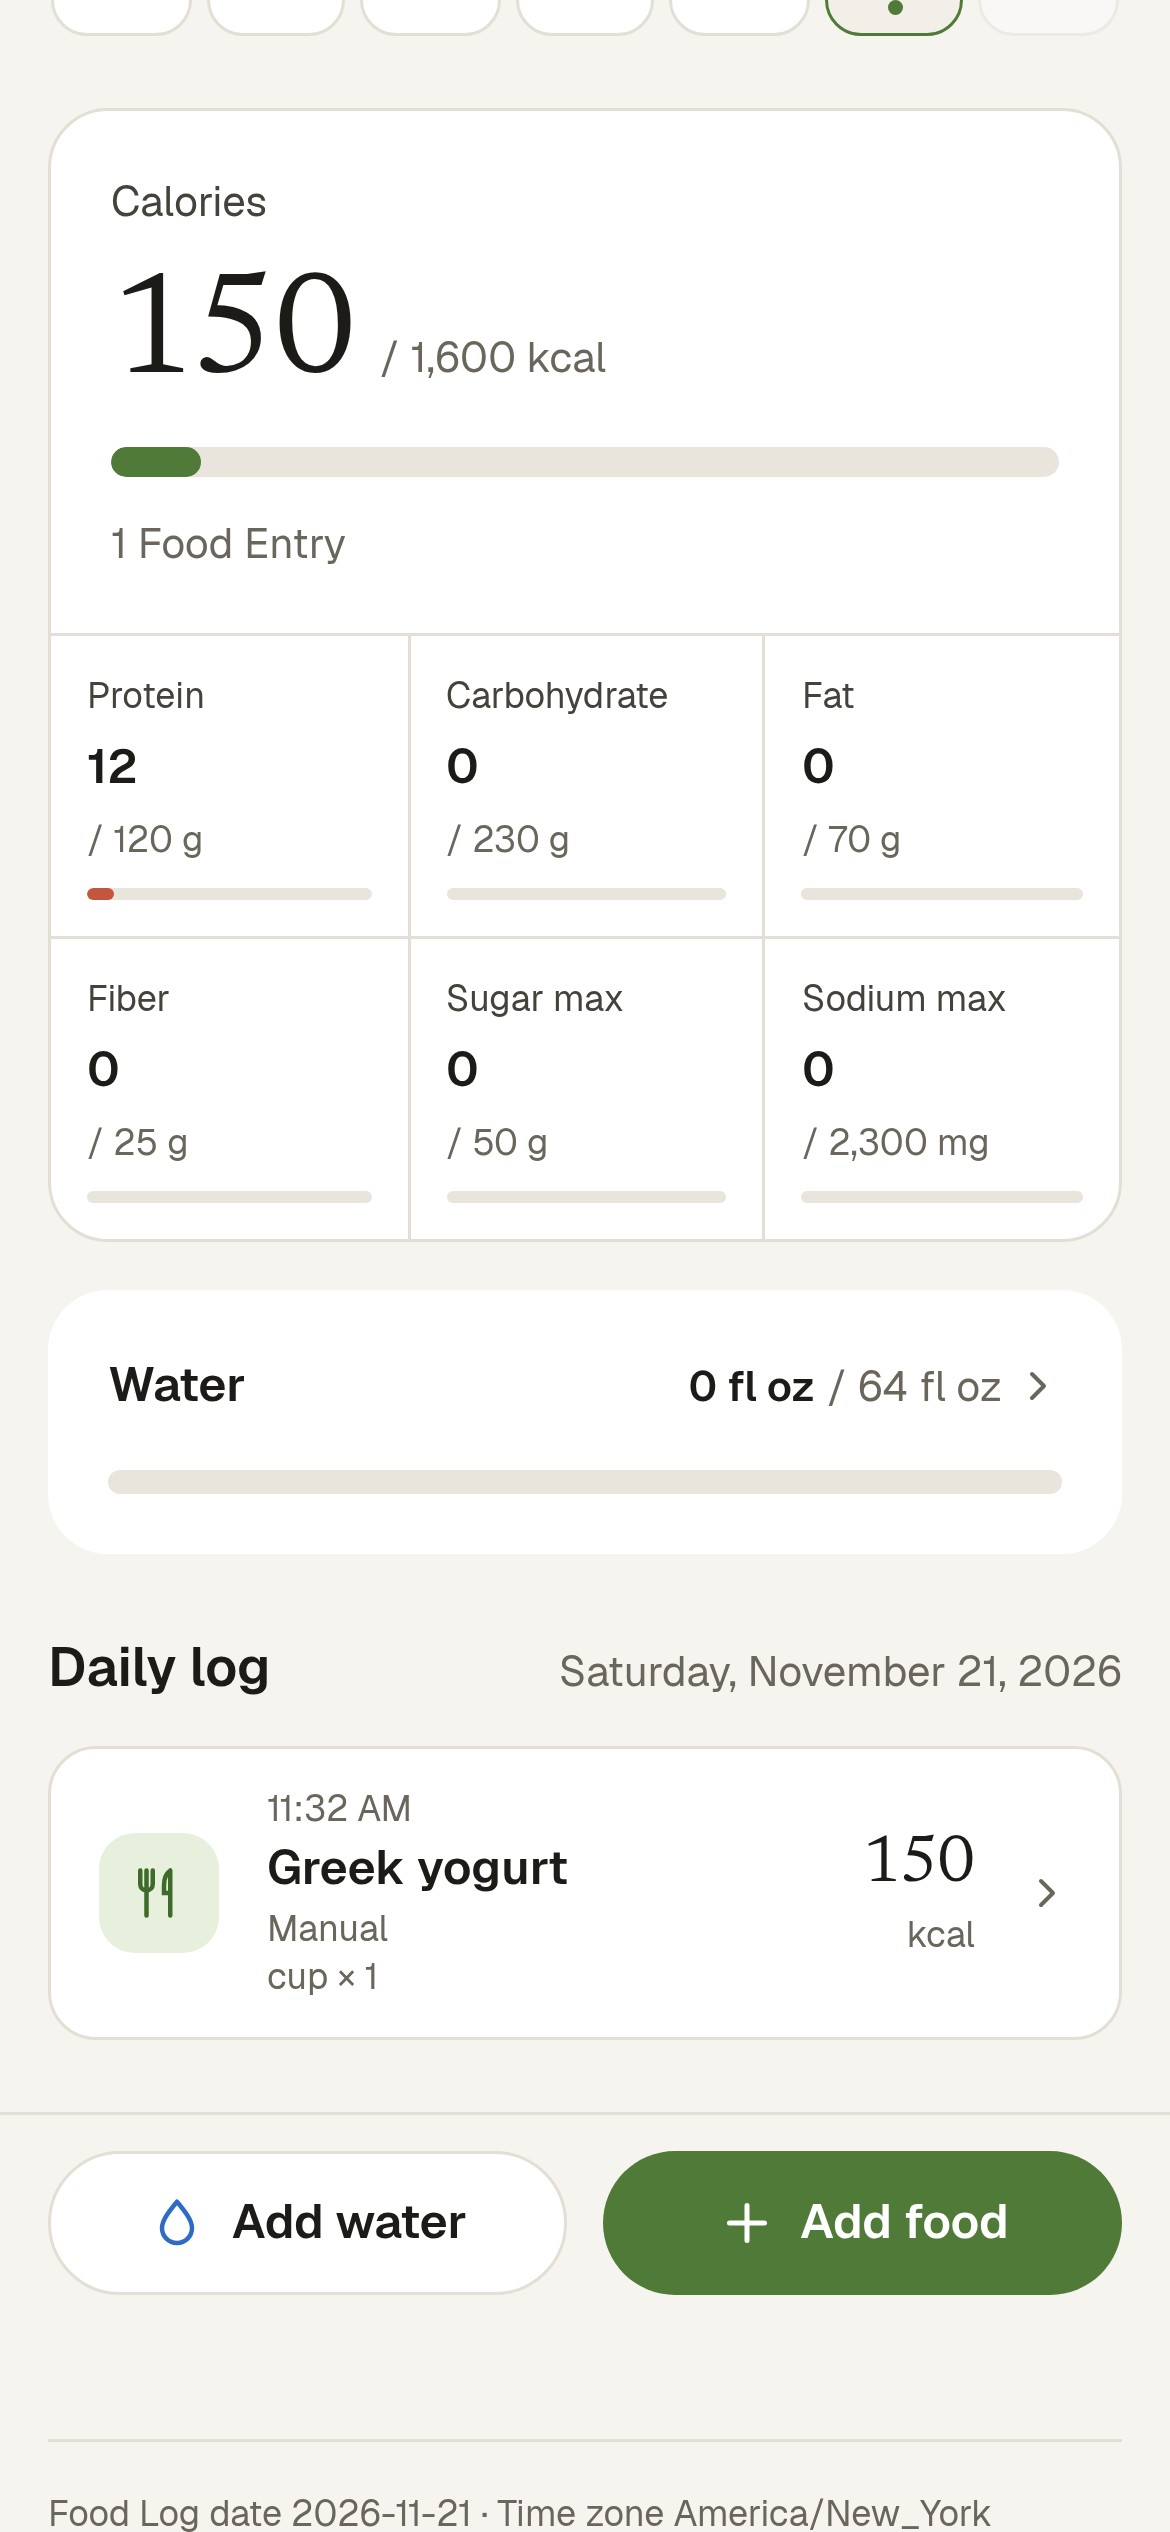 Calories
150 / 1,600 kcal
1 Food Entry
Protein
12
/ 120 g
Carbohydrate
0
/ 230 g
Fat
0
/ 70 g
Fiber
0
/ 25 g
Sugar max
0
/ 50 g
Sodium max
0
/ 2,300 mg
Water
0 fl oz / 64 fl oz
Daily log
Saturday, November 21, 2026
11:32 AM
Greek yogurt
Manual
cup × 1
150
kcal
Add water
Add food
Food Log date 2026-11-21 · Time zone America/New_York